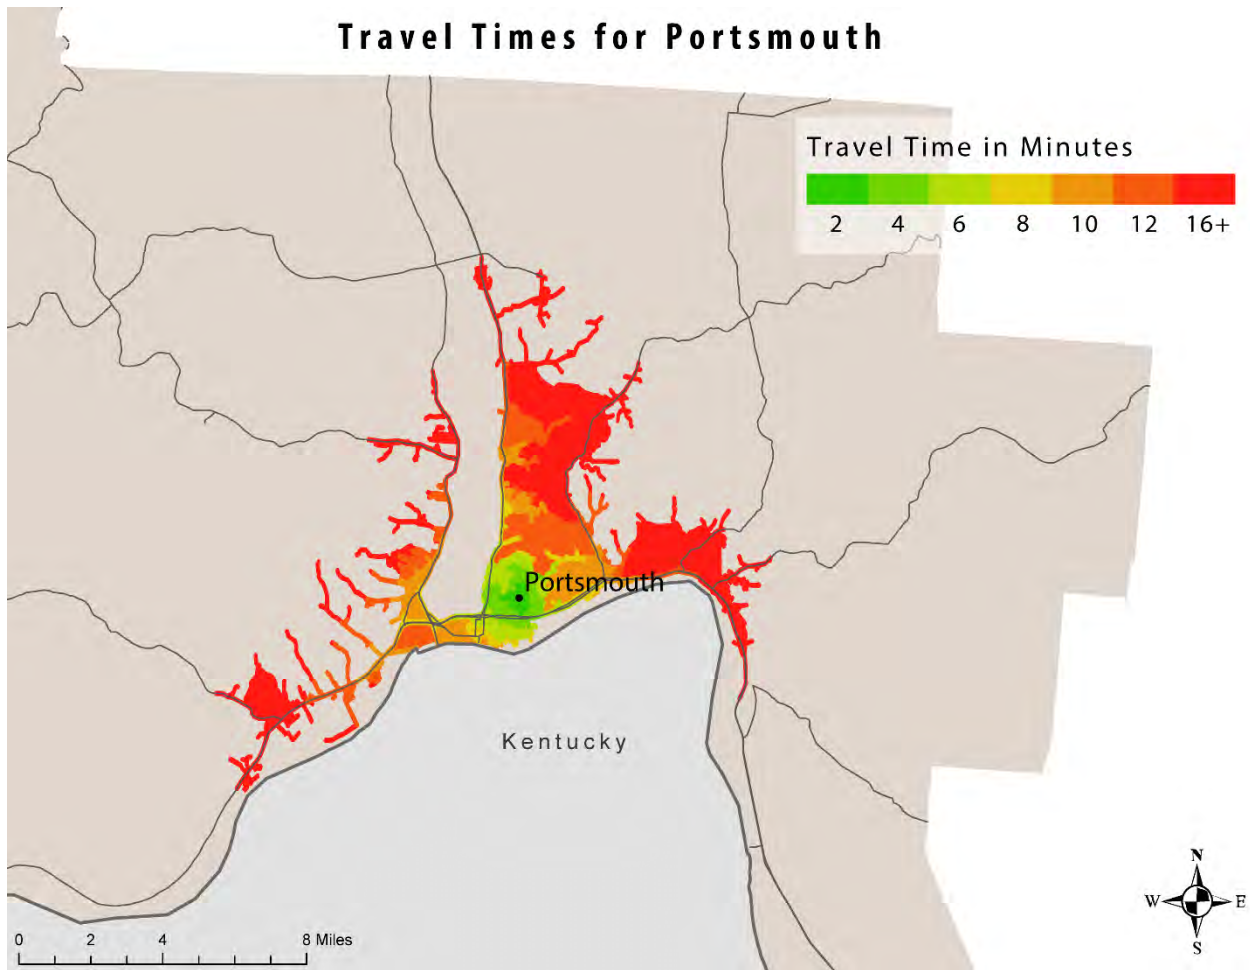 Travel Times for Portsmouth
Travel Time in Minutes
2 4 6 8 10 12 16+
Portsmouth
Kentucky
N
W E
S
0 2 4 8 Miles